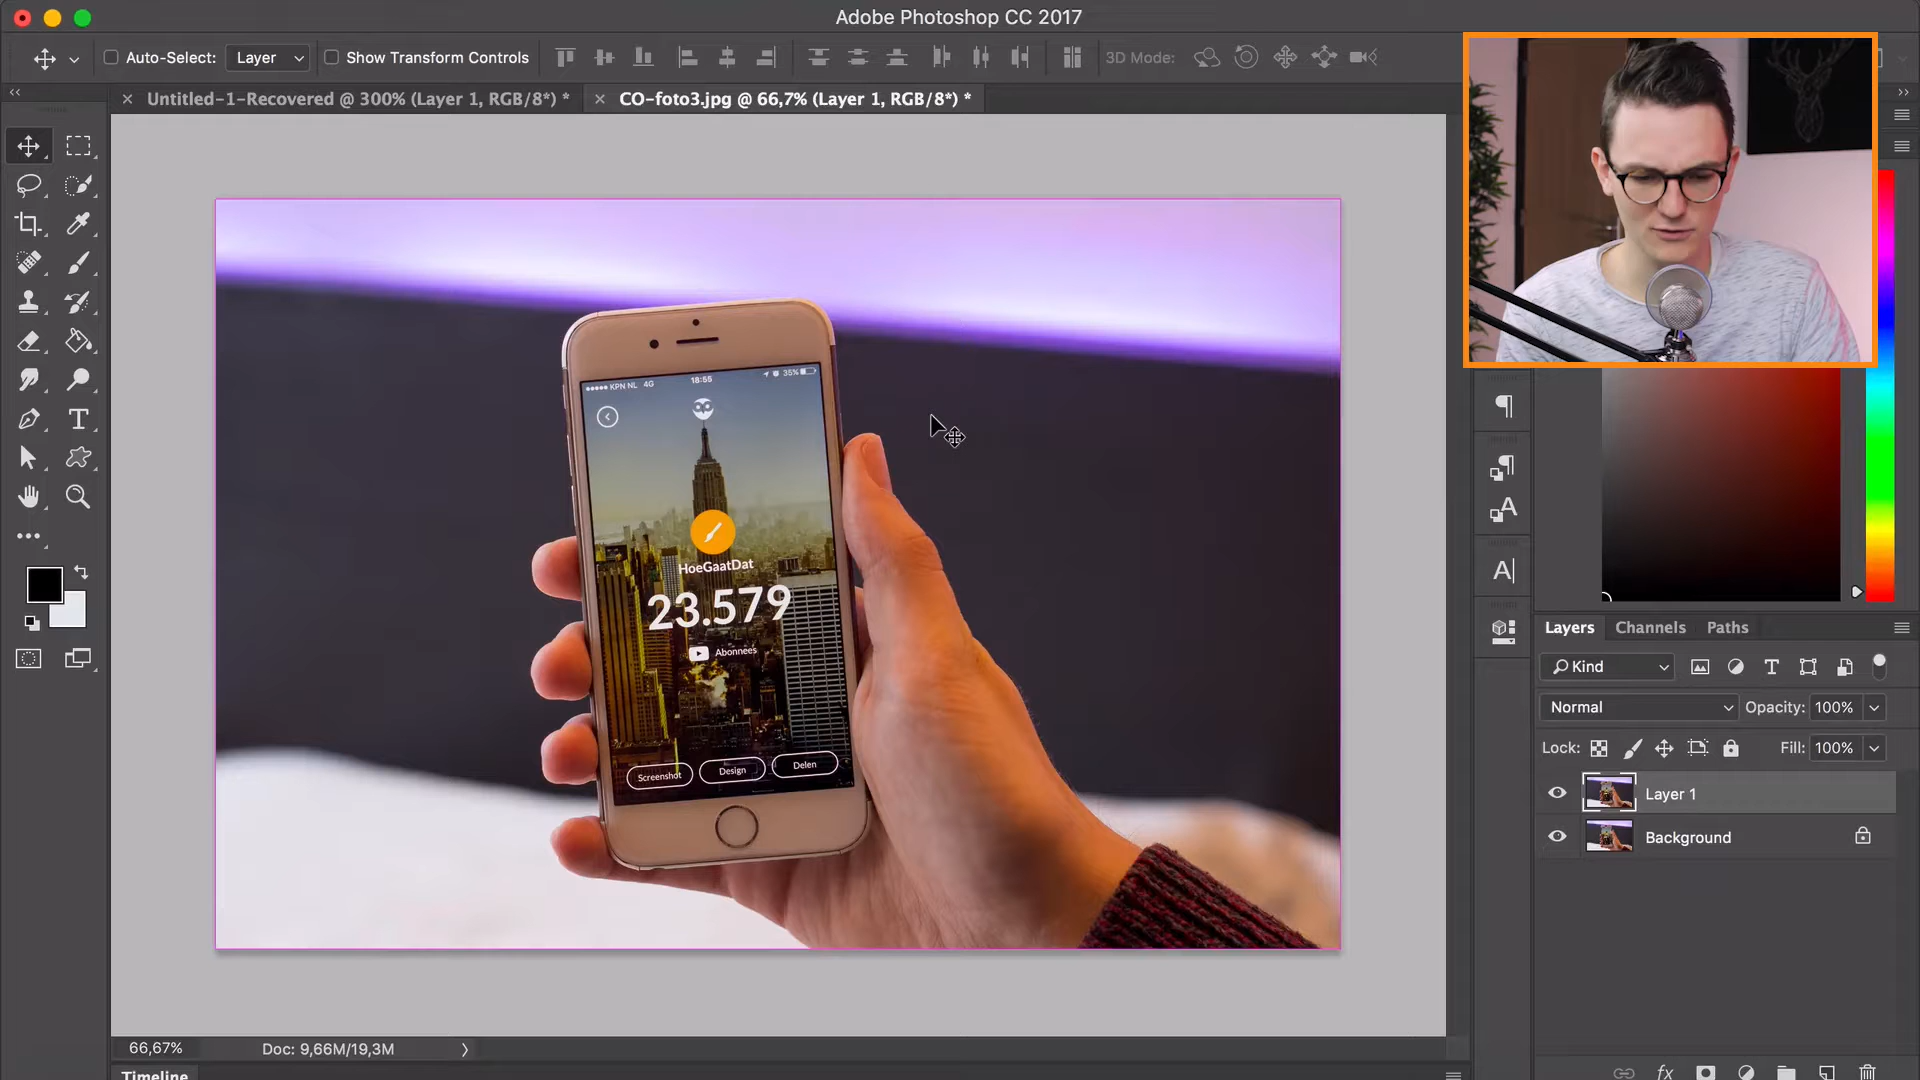 Adobe Photoshop CC 2017
Auto-Select: Layer Show Transform Controls 3D Mode:
Untitled-1-Recovered @ 300% (Layer 1, RGB/8*) * CO-foto3.jpg @ 66,7% (Layer 1, RGB/8*) *
KPN NL 4G 18:55 35%
HoeGaatDat
23.579
Abonnees
Screenshot Design Delen
Layers Channels Paths
Kind
Normal Opacity: 100%
Lock: Fill: 100%
Layer 1
Background
66,67% Doc: 9,66M/19,3M
Timeline